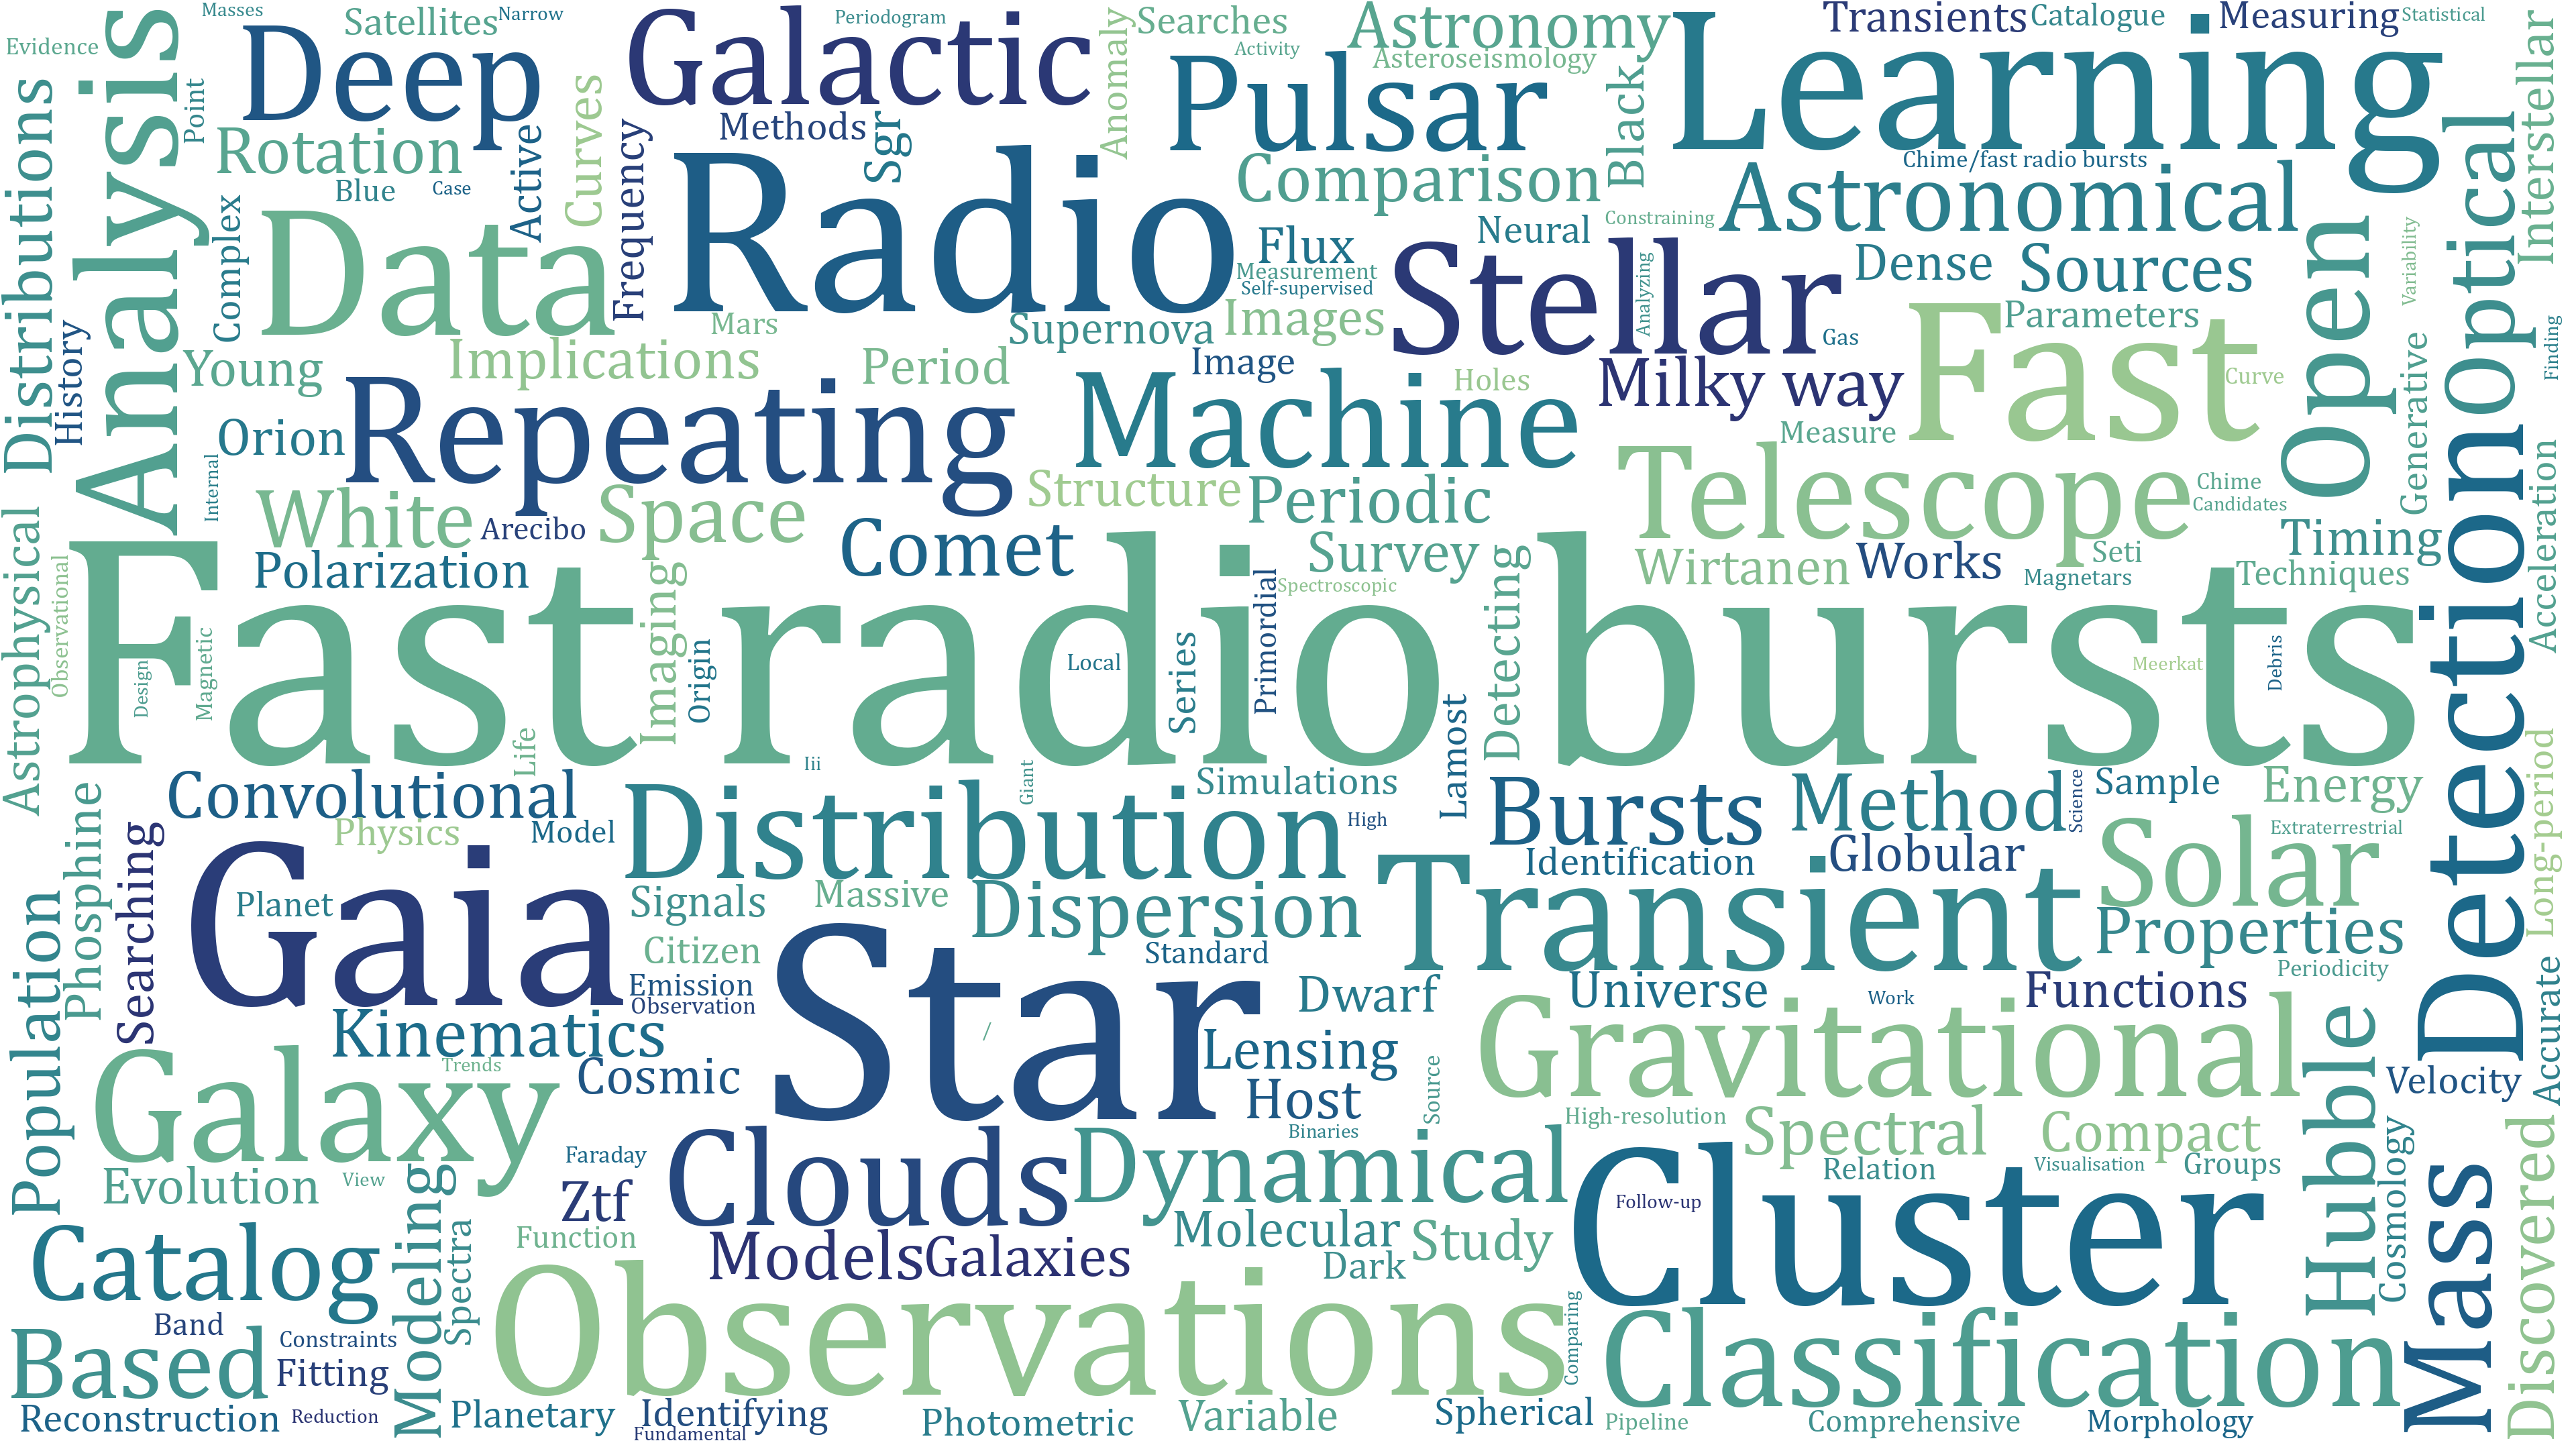 Masses
Satellites
Narrow
Periodogram
Galactic
Searches
Astronomy
Transients
Catalogue
Measuring
Statistical
Evidence
Deep
Analysis
Point
Anomaly
Activity
Asteroseismology
Learning
Interstellar
Pulsar
Distributions
Rotation
Active
Curves
Frequency
Methods
Sgr
Black
Comparison
Chime/fast radio bursts
Astronomical
Optical
Blue
Case
Radio
Complex
Data
Flux
Neural
Constraining
Stellar
Dense
Sources
Open
Variability
Measurement
Self-supervised
Analyzing
Mars
Supernova
Images
Gas
Parameters
Fast
History
Young
Implications
Period
Image
Holes
Milky way
Curve
Generative
Finding
Orion
Repeating
Machine
Measure
Telescope
Internal
White
Space
Structure
Periodic
Chime
Candidates
Acceleration
Arecibo
Comet
Survey
Wirtanen
Works
Seti
Timing
Magnetars
Techniques
Polarization
Spectroscopic
Astrophysical
Observational
Fast radio bursts
Imaging
Primordial
Detecting
Detection
Design
Magnetic
Origin
Local
Series
Meerkat
Debris
Life
Iii
Giant
Lamost
Long-period
Convolutional
Distribution
Simulations
Bursts
Method
Science
Sample
Energy
Phosphine
Searching
Physics
Model
High
Identification
Globular
Solar
Extraterrestrial
Gaia
Planet
Signals
Massive
Dispersion
Transient
Properties
Population
Citizen
Standard
Periodicity
Accurate
Emission
Observation
Star
Dwarf
Universe
Work
Functions
Kinematics
/
Lensing
Gravitational
Hubble
Galaxy
Trends
Cosmic
Host
Source
Velocity
High-resolution
Binaries
Spectral
Compact
Cosmology
Discovered
Faraday
Clouds
Dynamical
Relation
Visualisation
Groups
Evolution
View
Modeling
Ztf
Follow-up
Cluster
Mass
Catalog
Spectra
Function
Models
Galaxies
Molecular
Study
Dark
Observations
Comparing
Classification
Band
Constraints
Based
Fitting
Reconstruction
Reduction
Planetary
Identifying
Fundamental
Photometric
Variable
Spherical
Pipeline
Comprehensive
Morphology